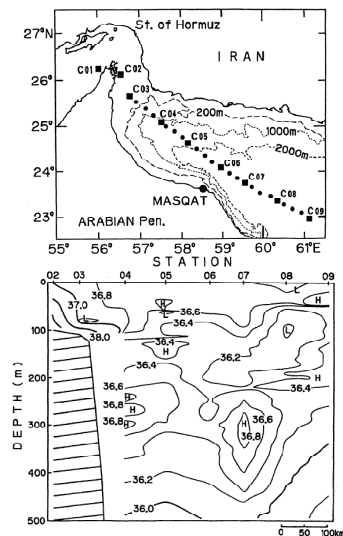 27°N
St. of Hormuz
IRAN
C01
C02
26°
C03
200m
C04
25°
1000m
C05
2000m
C06
24°
C07
MASQAT
C08
C09
23°
ARABIAN Pen.
55° 56° 57° 58° 59° 60° 61°E
STATION
02 03 04 05 06 07 08 09
0
36.8
37.0
H
L
36.6
L
H
L
36.4
L
100
38.0
36.4
H
36.2
H
200
36.6
36.4
H
36.8
H
H
36.6
36.8
H
H
36.8
300
DEPTH (m)
400
36.2
36.0
500
0 50 100km